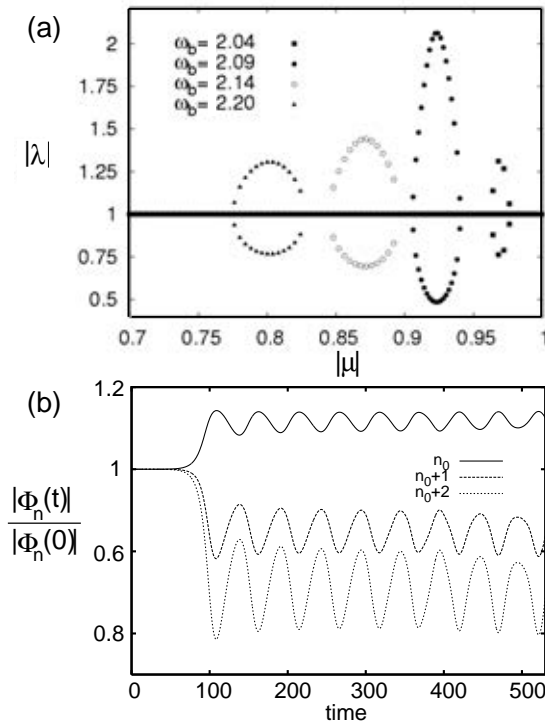 (a)
2
1.75
1.5
1.25
1
0.75
0.5
|λ|
ω_b= 2.04
ω_b= 2.09
ω_b= 2.14
ω_b= 2.20
0.7 0.75 0.8 0.85 0.9 0.95 1
|μ|
(b)
1.2
1
0.6
0.8
|Φ_n(t)|
|Φ_n(0)|
n_0
n_0+1
n_0+2
0 100 200 300 400 500
time